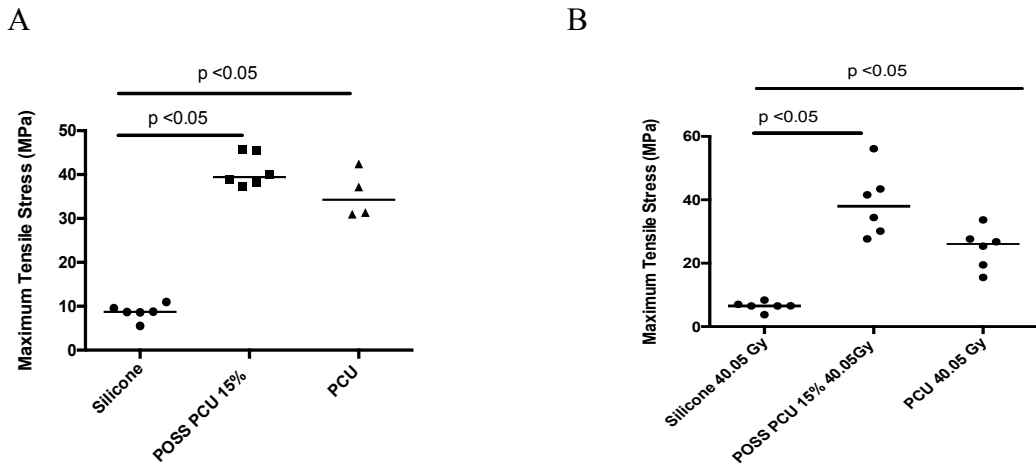 A
p <0.05
p <0.05
Maximum Tensile Stress (MPa)
50
40
30
20
10
0
Sillicone
POSS PCU 15%
PCU
B
p <0.05
p <0.05
Maximum Tensile Stress (MPa)
60
40
20
0
Silicone 40.05 Gy
POSS PCU 15% 40.05Gy
PCU 40.05 Gy